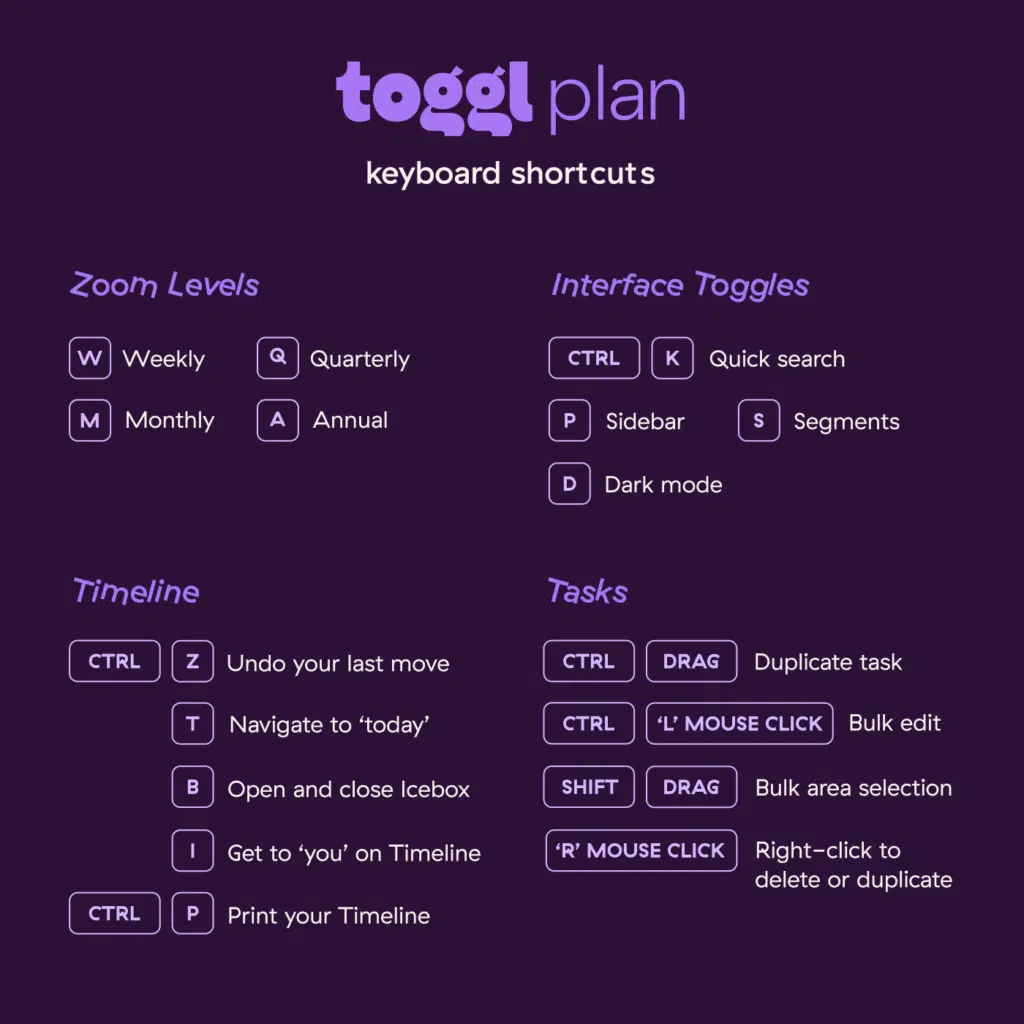 toggl plan
keyboard shortcuts
Zoom Levels
W Weekly Q Quarterly
M Monthly A Annual
Interface Toggles
CTRL K Quick search
P Sidebar S Segments
D Dark mode
Timeline
CTRL Z Undo your last move
T Navigate to ‘today’
B Open and close Icebox
I Get to ‘you’ on Timeline
CTRL P Print your Timeline
Tasks
CTRL DRAG Duplicate task
CTRL ‘L’ MOUSE CLICK Bulk edit
SHIFT DRAG Bulk area selection
‘R’ MOUSE CLICK Right-click to
delete or duplicate